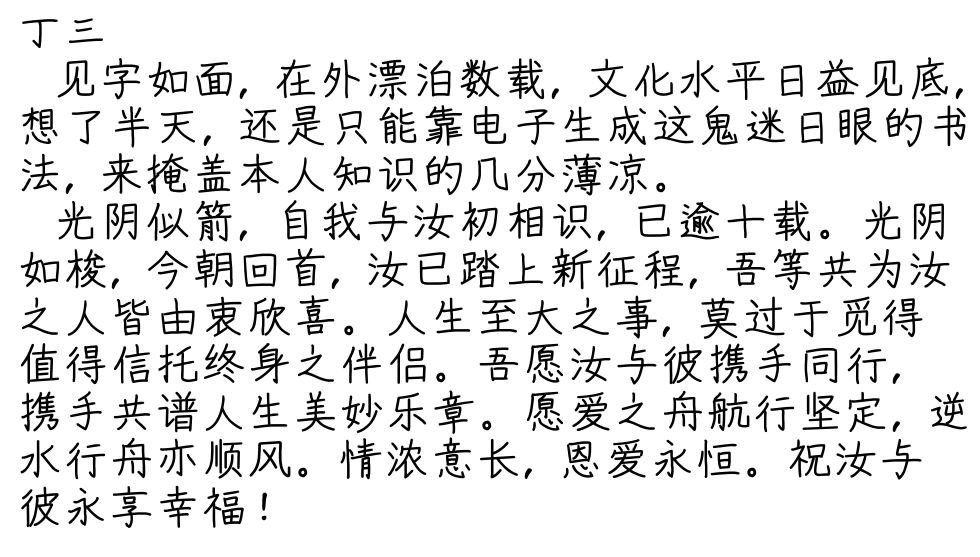 丁三
见字如面，在外漂泊数载，文化水平日益见底，
想了半天，还是只能靠电子生成这鬼迷日眼的书
法，来掩盖本人知识的几分薄凉。
光阴似箭，自我与汝初相识，已逾十载。光阴
如梭，今朝回首，汝已踏上新征程，吾等共为汝
之人皆由衷欣喜。人生至大之事，莫过于觅得
值得信托终身之伴侣。吾愿汝与彼携手同行，
携手共谱人生美妙乐章。愿爱之舟航行坚定，逆
水行舟亦顺风。情浓意长，恩爱永恒。祝汝与
彼永享幸福！